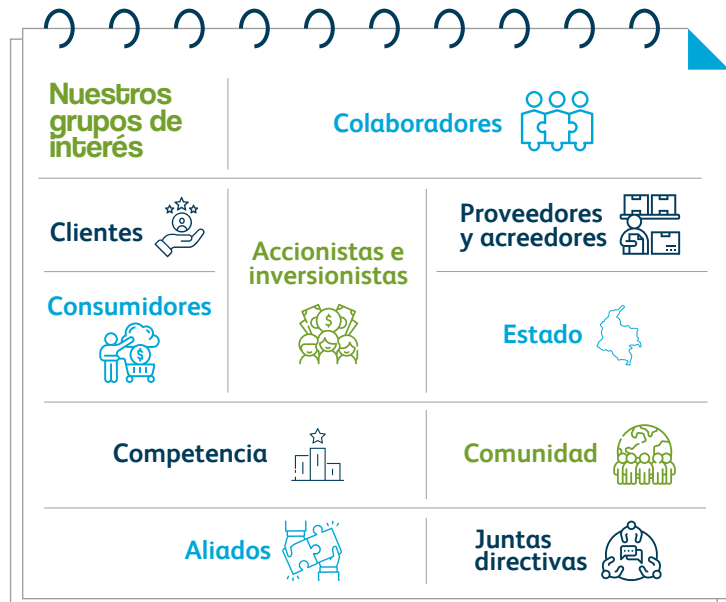 Nuestros
grupos de
interés
Colaboradores
Clientes
Accionistas e
inversionistas
Proveedores
y acreedores
Consumidores
Estado
Competencia
Comunidad
Aliados
Juntas
directivas